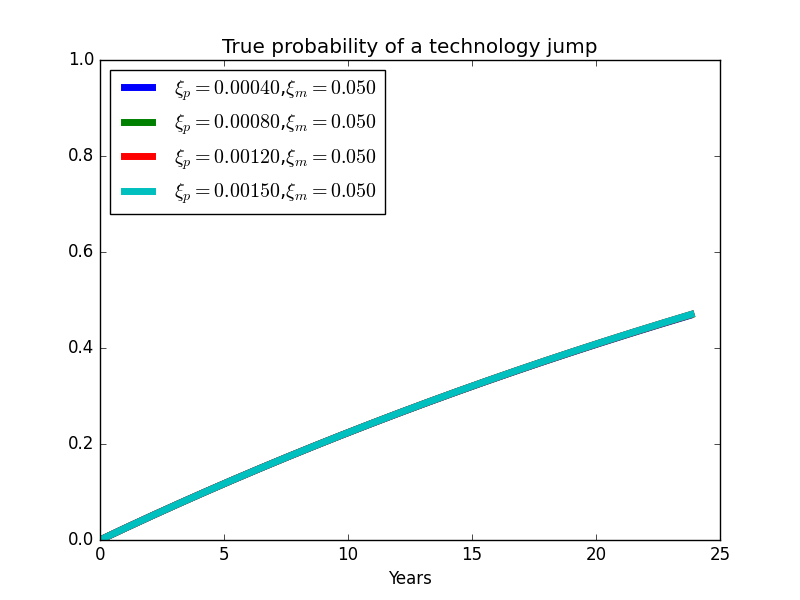 True probability of a technology jump
1.0
0.8
0.6
0.4
0.2
0.0
ξₚ = 0.00040,ξₘ = 0.050
ξₚ = 0.00080,ξₘ = 0.050
ξₚ = 0.00120,ξₘ = 0.050
ξₚ = 0.00150,ξₘ = 0.050
0 5 10 15 20 25
Years